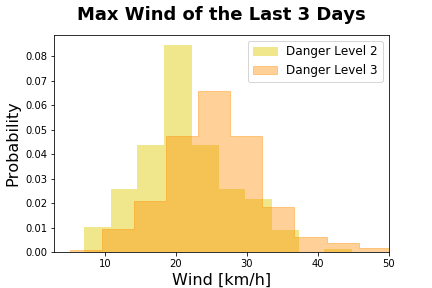 Max Wind of the Last 3 Days
Danger Level 2
Danger Level 3
0.08
0.07
0.06
0.05
0.04
0.03
0.02
0.01
0.00
Probability
10 20 30 40 50
Wind [km/h]